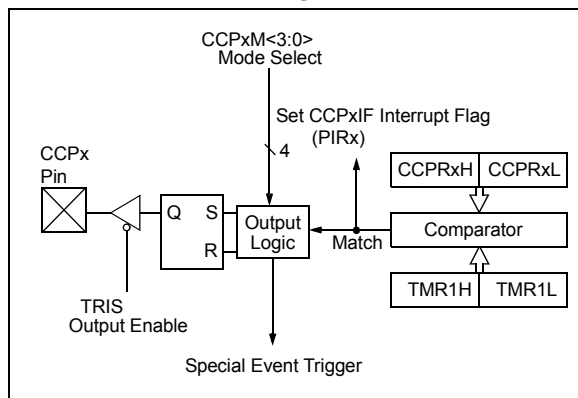 CCPxM<3:0>
Mode Select
Set CCPxIF Interrupt Flag
(PIRx)
4
CCPx
Pin
CCPRxH CCPRxL
Q S
R
Output
Logic
Match
Comparator
TMR1H TMR1L
TRIS
Output Enable
Special Event Trigger